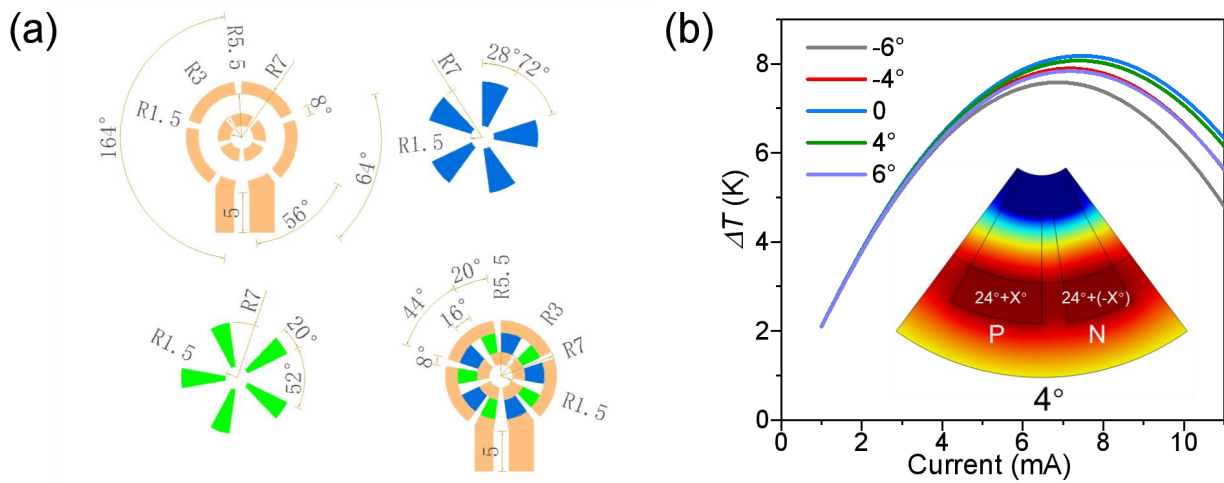 (a)
R5.5
R3
R7
R1.5
8°
164°
64°
56°
5
R7
28°
72°
R1.5
R7
R1.5
20°
52°
20°
44°
16°
8°
R5.5
R3
R7
R1.5
5
(b)
-6°
-4°
0
4°
6°
ΔT (K)
8
6
4
2
0
24°+X°
24°+(-X°)
P
N
4°
0
2
4
6
8
10
Current (mA)